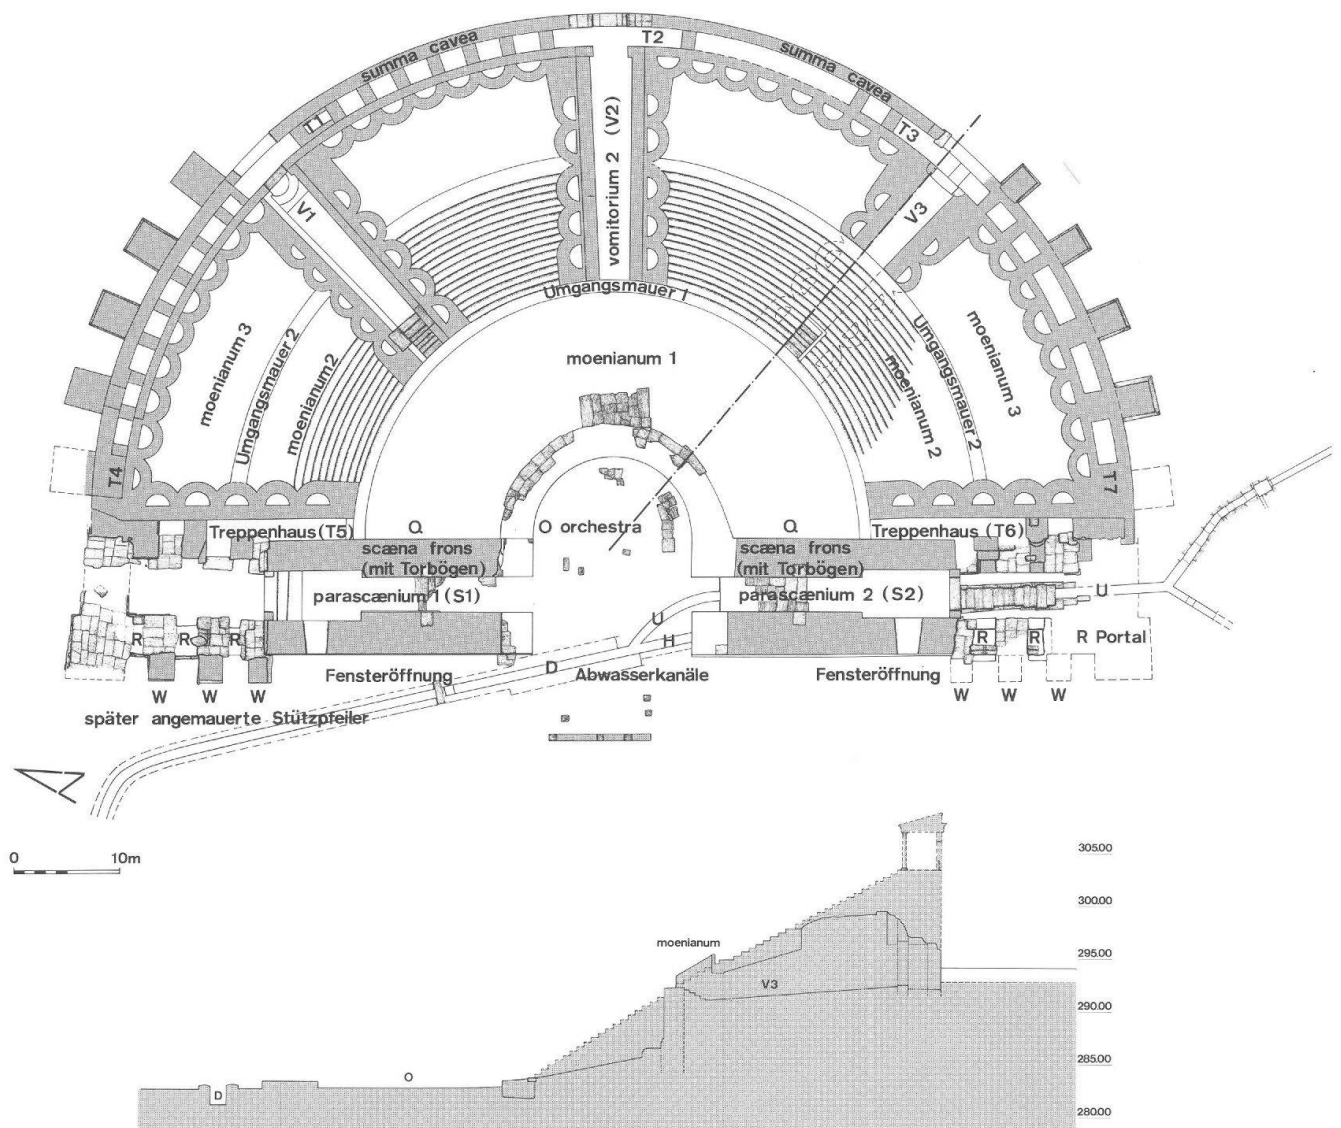 T2
summa cavea
summa cavea
T1
T3
vomitorium 2 (V2)
V1
V3
Umgangsmauer 1
moenianum 3
Umgangsmauer 2
moenianum 2
moenianum 1
moenianum 2
Umgangsmauer 2
moenianum 3
T4
T7
Treppenhaus (T5)
Q
O orchestra
Q
Treppenhaus (T6)
scæna frons
(mit Torbögen)
scæna frons
(mit Torbögen)
parascænium 1 (S1)
parascænium 2 (S2)
U
U
R
R
R
H
R
R
R Portal
D
Fensteröffnung
Abwasserkanäle
Fensteröffnung
W
W
W
W
W
W
später angemauerte Stützpfeiler
0
10m
305.00
300.00
295.00
290.00
285.00
280.00
moenianum
V3
O
D